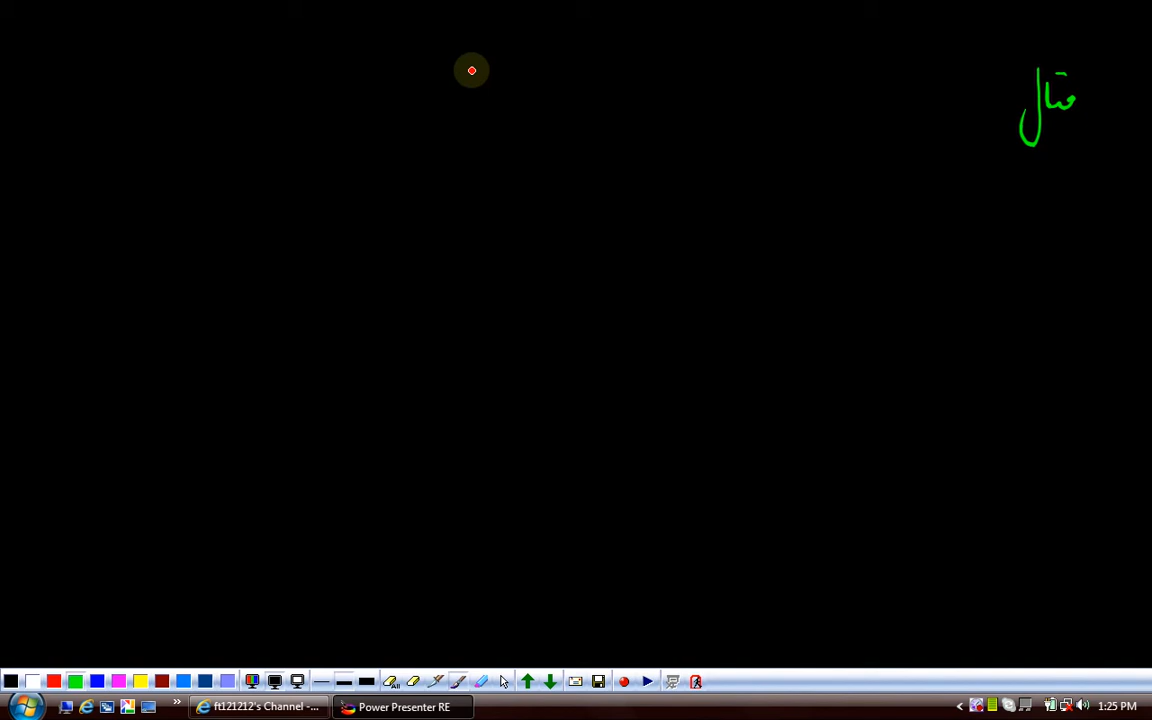 مثال
ft121212's Channel -...
Power Presenter RE
1:25 PM